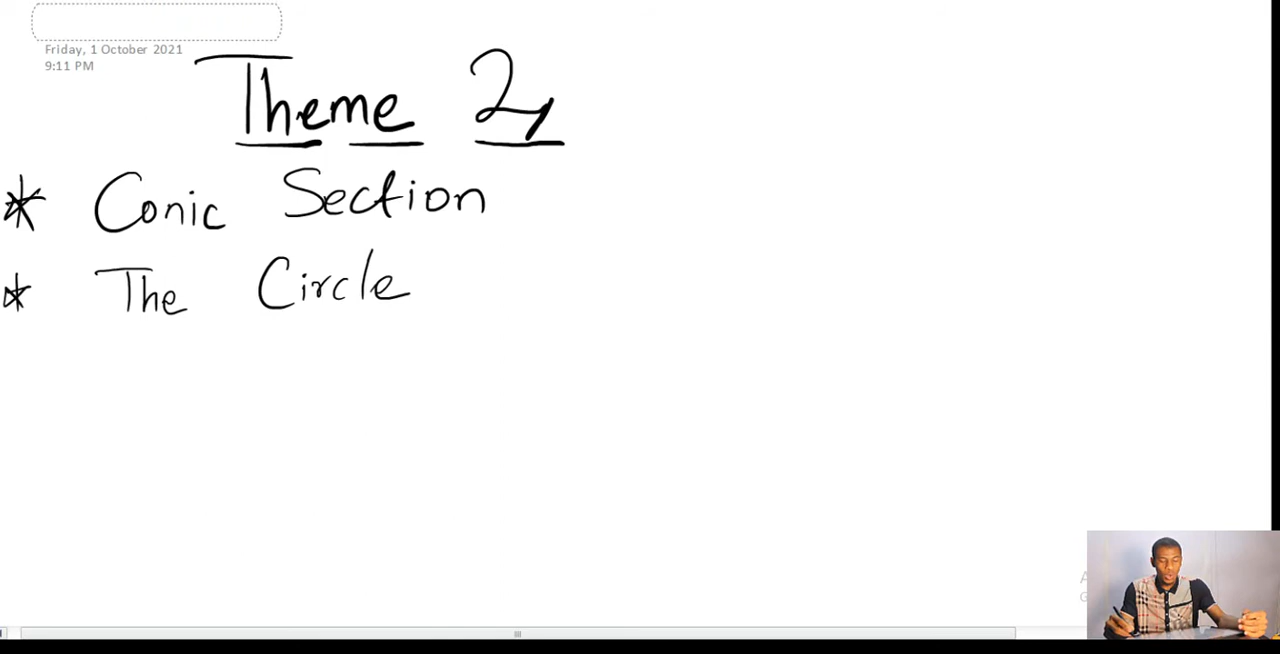 Friday, 1 October 2021
9:11 PM
Theme 2
* Conic Section
* The Circle